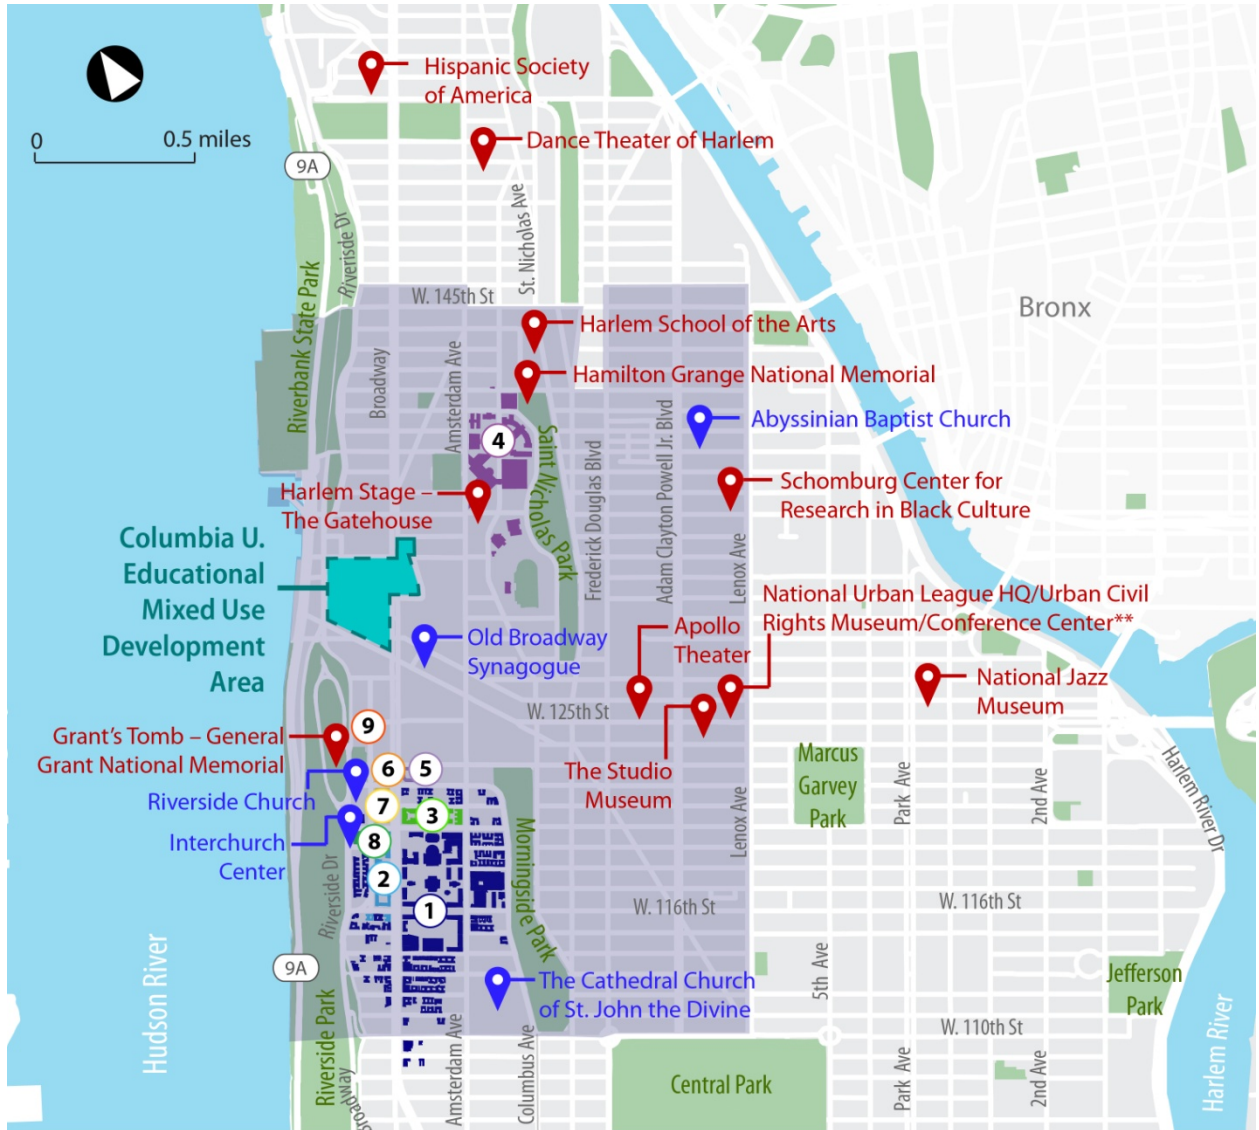 Hispanic Society
of America
0
0.5 miles
Dance Theater of Harlem
9A
Riverisde Dr
St. Nicholas Ave
Riverbank State Park
W. 145th St
Bronx
Harlem School of the Arts
Broadway
Amsterdam Ave
Hamilton Grange National Memorial
Abyssinian Baptist Church
4
Saint Nicholas Park
Frederick Douglas Blvd
Adam Clayton Powell Jr. Blvd
Harlem Stage –
The Gatehouse
Schomburg Center for
Research in Black Culture
Lenox Ave
Columbia U.
Educational
Mixed Use
Development
Area
National Urban League HQ/Urban Civil
Rights Museum/Conference Center**
Old Broadway
Synagogue
Apollo
Theater
National Jazz
Museum
W. 125th St
9
Grant's Tomb – General
Grant National Memorial
6
5
The Studio
Museum
Marcus
Garvey
Park
Park Ave
2nd Ave
Harlem River Dr
Riverside Church
7
3
Interchurch
Center
8
Lenox Ave
2
Riverside Dr
Morningside Park
1
W. 116th St
W. 116th St
Hudson River
9A
The Cathedral Church
of St. John the Divine
5th Ave
Jefferson
Park
W. 110th St
Riverside Park
Broadway
Amsterdam Ave
Columbus Ave
Central Park
Park Ave
2nd Ave
Harlem River